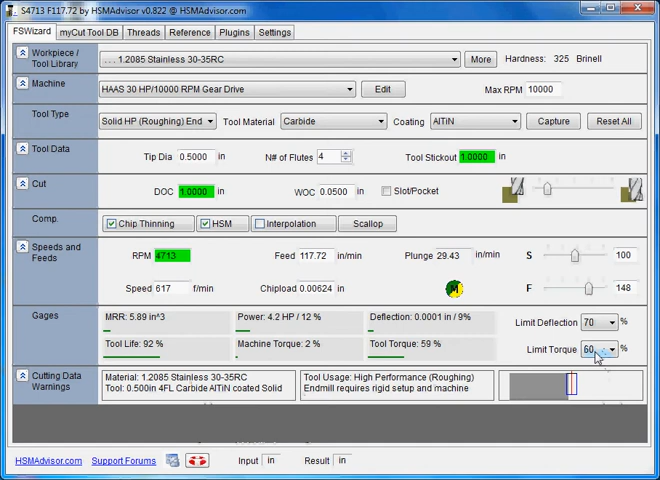 S4713 F117.72 by HSMAdvisor v0.822 @ HSMAdvisor.com
FSWizard myCut Tool DB Threads Reference Plugins Settings
Workpiece / Tool Library . . . 1.2085 Stainless 30-35RC More Hardness: 325 Brinell
Machine HAAS 30 HP/10000 RPM Gear Drive Edit Max RPM 10000
Tool Type Solid HP (Roughing) End Tool Material Carbide Coating AlTiN Capture Reset All
Tool Data Tip Dia 0.5000 in N# of Flutes 4 Tool Stickout 1.0000 in
Cut DOC 1.0000 in WOC 0.0500 in Slot/Pocket
Comp. Chip Thinning HSM Interpolation Scallop
Speeds and Feeds RPM 4713 Feed 117.72 in/min Plunge 29.43 in/min S 100
Speed 617 f/min Chipload 0.00624 in/min M F 148
Gages MRR: 5.89 in^3 Power: 4.2 HP / 12 % Deflection: 0.0001 in / 9% Limit Deflection 70 %
Tool Life: 92 % Machine Torque: 2 % Tool Torque: 59 % Limit Torque 60 %
Cutting Data Warnings Material: 1.2085 Stainless 30-35RC Tool Usage: High Performance (Roughing)
Tool: 0.500in 4FL Carbide AlTiN coated Solid Endmill requires rigid setup and machine
HSMAdvisor.com Support Forums Input in Result in